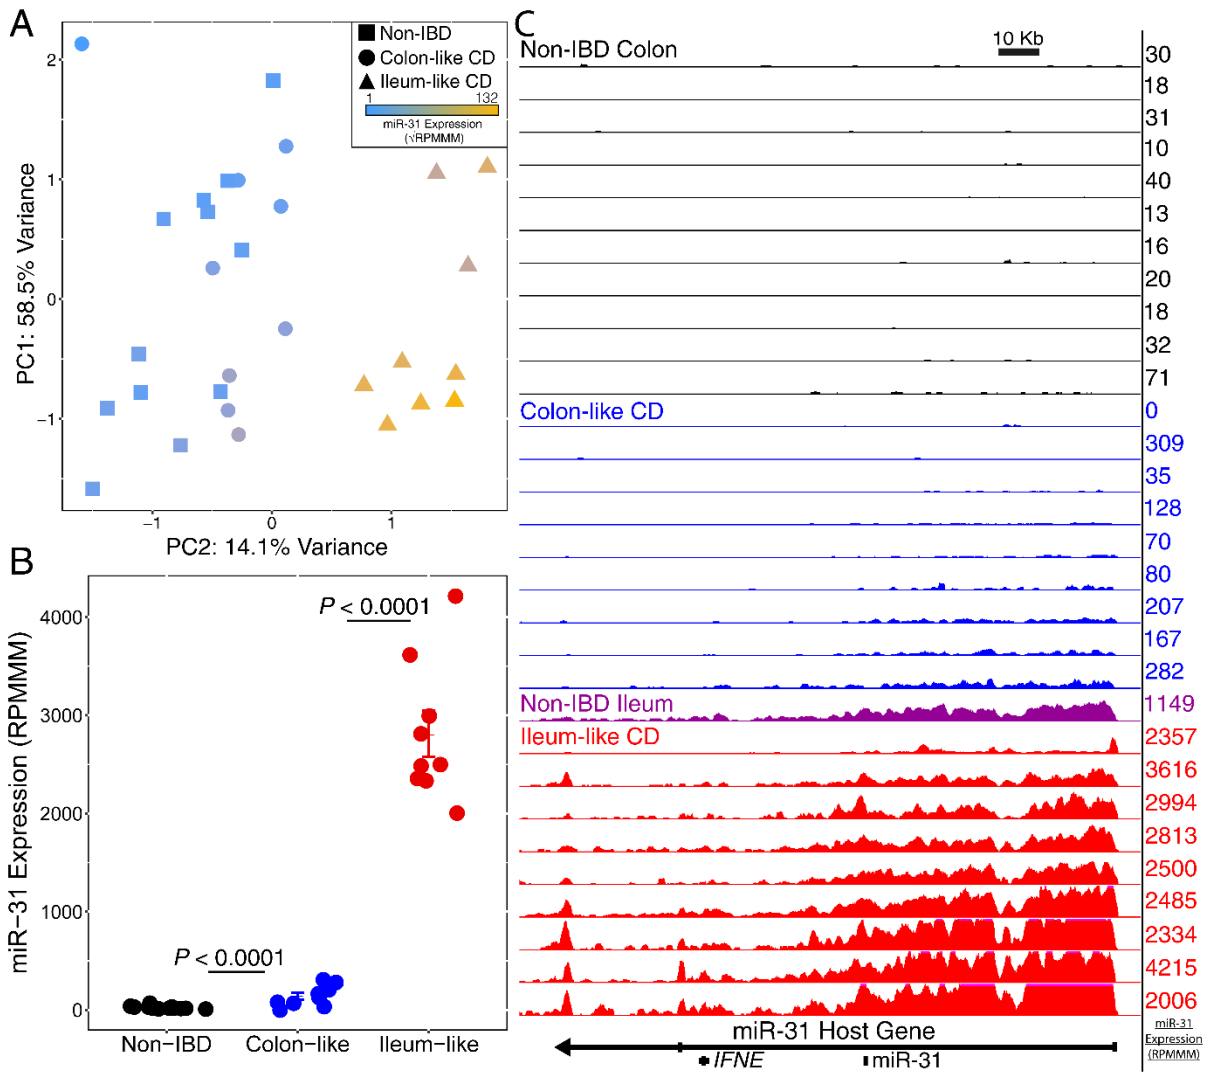 A
Non-IBD
Colon-like CD
Ileum-like CD
1 132
miR-31 Expression
(√RPMMM)
2
1
0
−1
PC1: 58.5% Variance
−1 0 1
PC2: 14.1% Variance
B
4000
3000
2000
1000
0
miR−31 Expression (RPMMM)
P < 0.0001
P < 0.0001
Non−IBD Colon−like Ileum−like
C
10 Kb
Non-IBD Colon
30
18
31
10
40
13
16
20
18
32
71
Colon-like CD
0
309
35
128
70
80
207
167
282
Non-IBD Ileum
1149
Ileum-like CD
2357
3616
2994
2813
2500
2485
2334
4215
2006
miR-31 Host Gene
IFNE
miR-31
miR-31
Expression
(RPMMM)